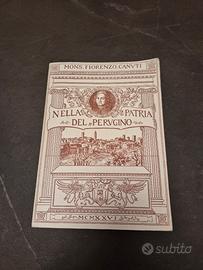 MONS. FIORENZO CANUTI
NELLA PATRIA
DEL PERUGINO
MCMXXVI
subito